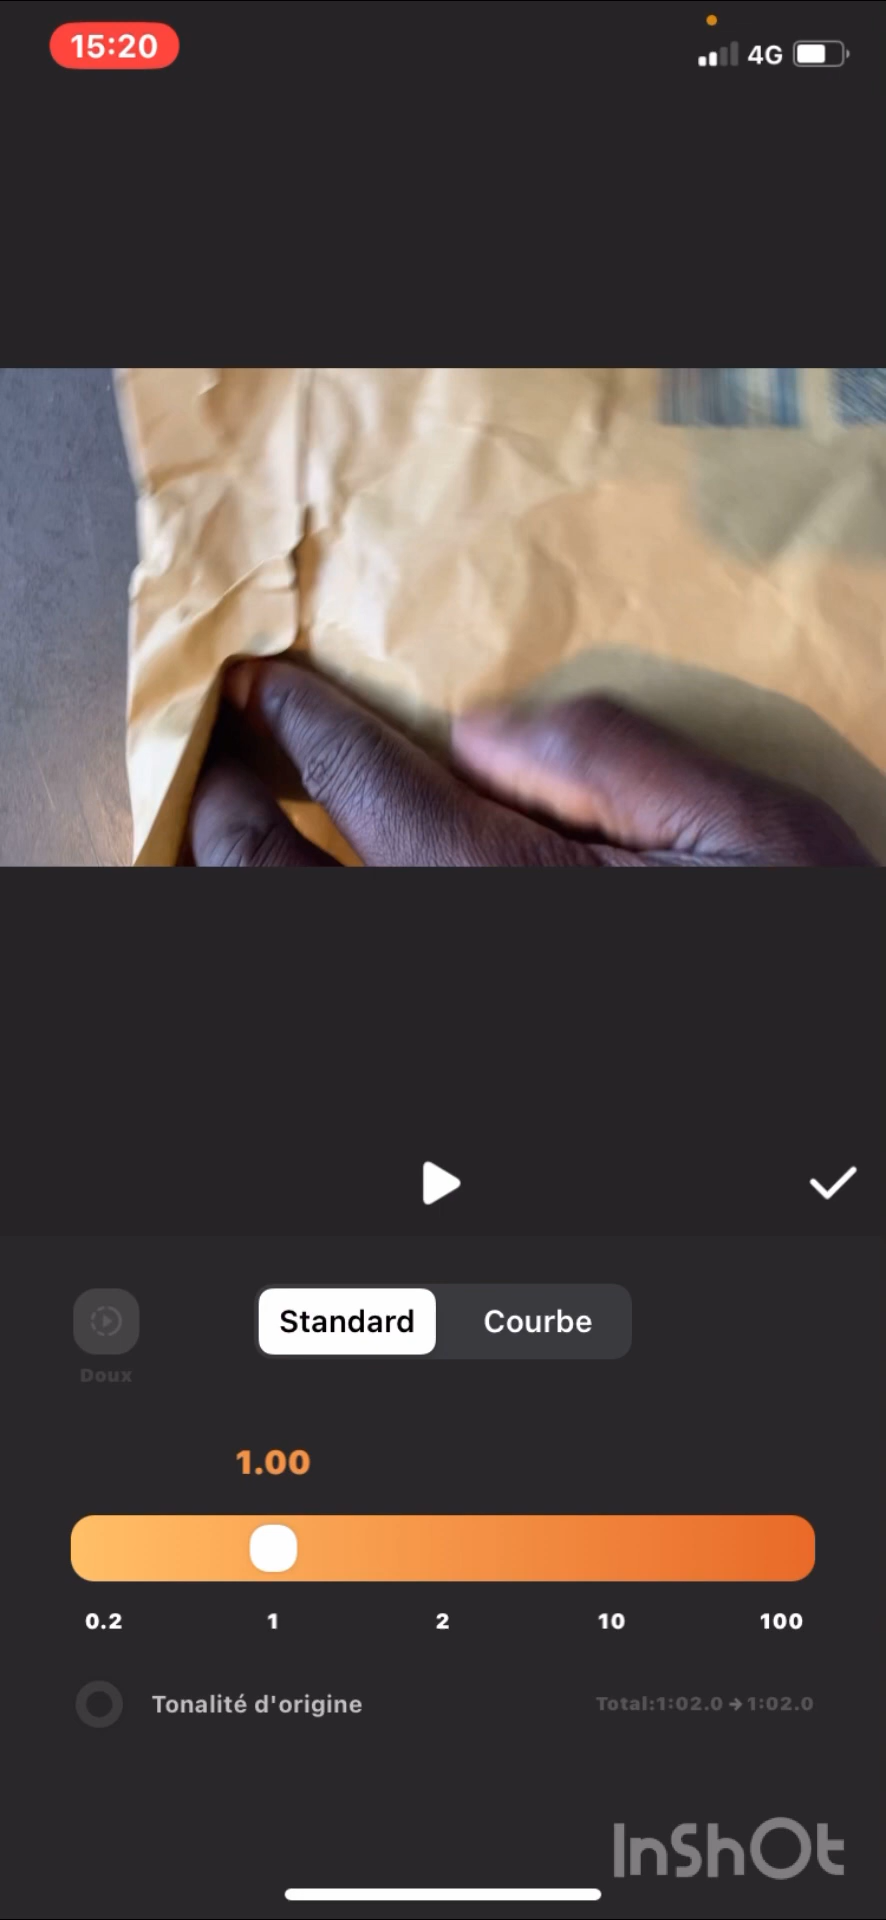 15:20
4G
Standard
Courbe
Doux
1.00
0.2
1
2
10
100
Tonalité d'origine
Total:1:02.0→1:02.0
InShOt